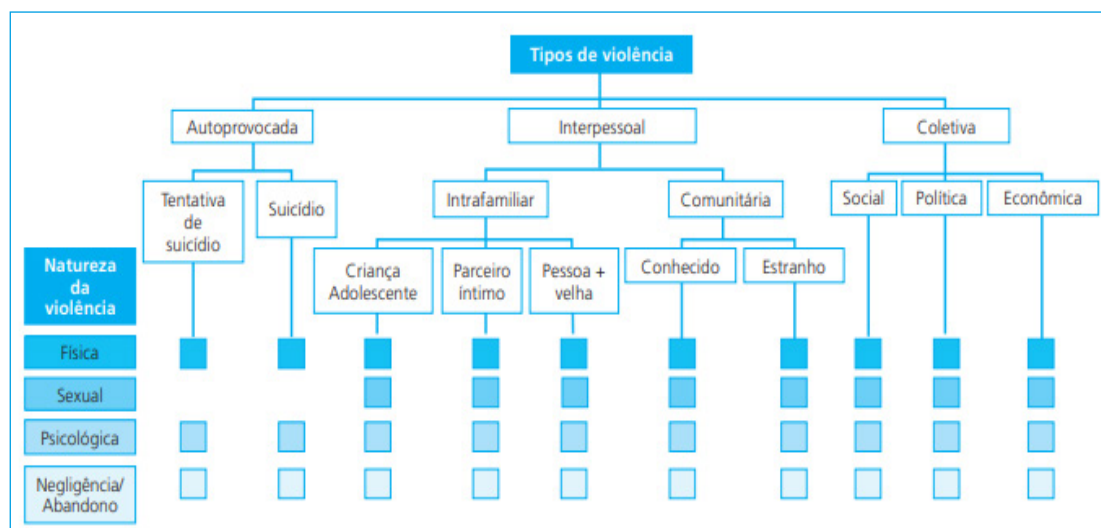 Tipos de violência
Autoprovocada
Interpessoal
Coletiva
Tentativa
de
suicídio
Suicídio
Intrafamiliar
Comunitária
Social
Política
Econômica
Natureza
da
violência
Criança
Adolescente
Parceiro
íntimo
Pessoa +
velha
Conhecido
Estranho
Física
Sexual
Psicológica
Negligência/
Abandono